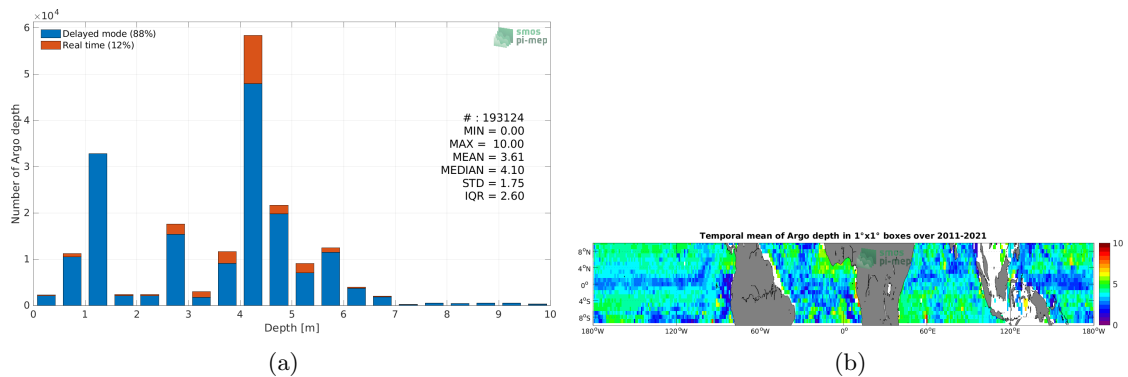 ×10⁴
6
5
4
3
2
1
0
Number of Argo depth
Delayed mode (88%)
Real time (12%)
smos
pi-mep
# : 193124
MIN = 0.00
MAX = 10.00
MEAN = 3.61
MEDIAN = 4.10
STD = 1.75
IQR = 2.60
0 1 2 3 4 5 6 7 8 9 10
Depth [m]
(a)
Temporal mean of Argo depth in 1°x1° boxes over 2011-2021
smos
pi-mep
8°N
4°N
0°
4°S
8°S
180°W 120°W 60°W 0° 60°E 120°E 180°W
10
5
0
(b)